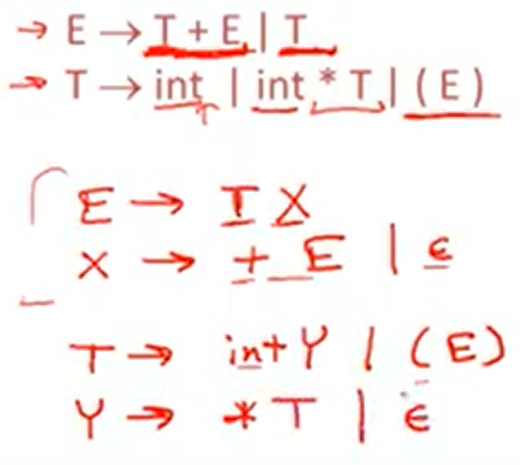 → E → T + E | T
→ T → int | int * T | ( E )
E → T X
X → + E | ϵ
T → int Y | ( E )
Y → * T | ϵ